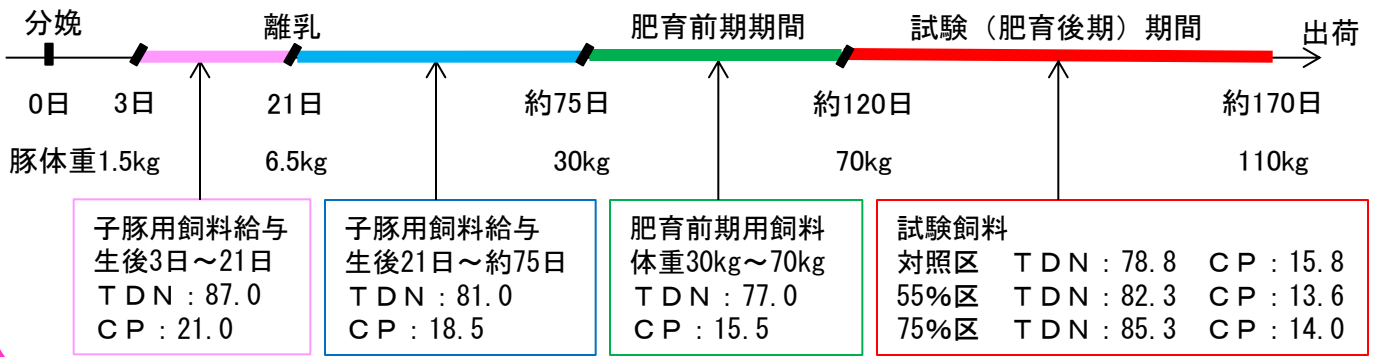 分娩 離乳 肥育前期期間 試験（肥育後期）期間 出荷
0日 3日 21日 約75日 約120日 約170日
豚体重1.5kg 6.5kg 30kg 70kg 110kg
子豚用飼料給与
生後3日～21日
ＴＤＮ：87.0
ＣＰ：21.0
子豚用飼料給与
生後21日～約75日
ＴＤＮ：81.0
ＣＰ：18.5
肥育前期用飼料
体重30kg～70kg
ＴＤＮ：77.0
ＣＰ：15.5
試験飼料
対照区 ＴＤＮ：78.8 ＣＰ：15.8
55%区 ＴＤＮ：82.3 ＣＰ：13.6
75%区 ＴＤＮ：85.3 ＣＰ：14.0